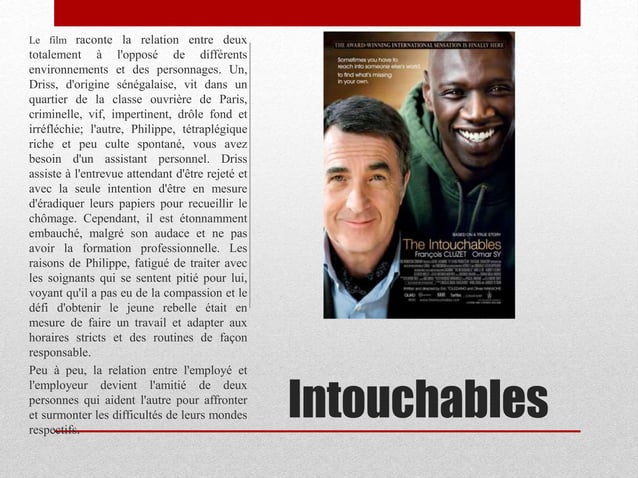 Le film raconte la relation entre deux
totalement à l'opposé de différents
environnements et des personnages. Un,
Driss, d'origine sénégalaise, vit dans un
quartier de la classe ouvrière de Paris,
criminelle, vif, impertinent, drôle fond et
irréfléchie; l'autre, Philippe, tétraplégique
riche et peu culte spontané, vous avez
besoin d'un assistant personnel. Driss
assiste à l'entrevue attendant d'être rejeté et
avec la seule intention d'être en mesure
d'éradiquer leurs papiers pour recueillir le
chômage. Cependant, il est étonnamment
embauché, malgré son audace et ne pas
avoir la formation professionnelle. Les
raisons de Philippe, fatigué de traiter avec
les soignants qui se sentent pitié pour lui,
voyant qu'il a pas eu de la compassion et le
défi d'obtenir le jeune rebelle était en
mesure de faire un travail et adapter aux
horaires stricts et des routines de façon
responsable.
Peu à peu, la relation entre l'employé et
l'employeur devient l'amitié de deux
personnes qui aident l'autre pour affronter
et surmonter les difficultés de leurs mondes
respectifs.
THE AWARD-WINNING INTERNATIONAL SENSATION IS FINALLY HERE
Sometimes you have to
reach into someone else's world
to find what's missing
in your own.
BASED ON A TRUE STORY
The Intouchables
François CLUZET Omar SY
Written and directed by Eric TOLEDANO and Olivier NAKACHE
Intouchables